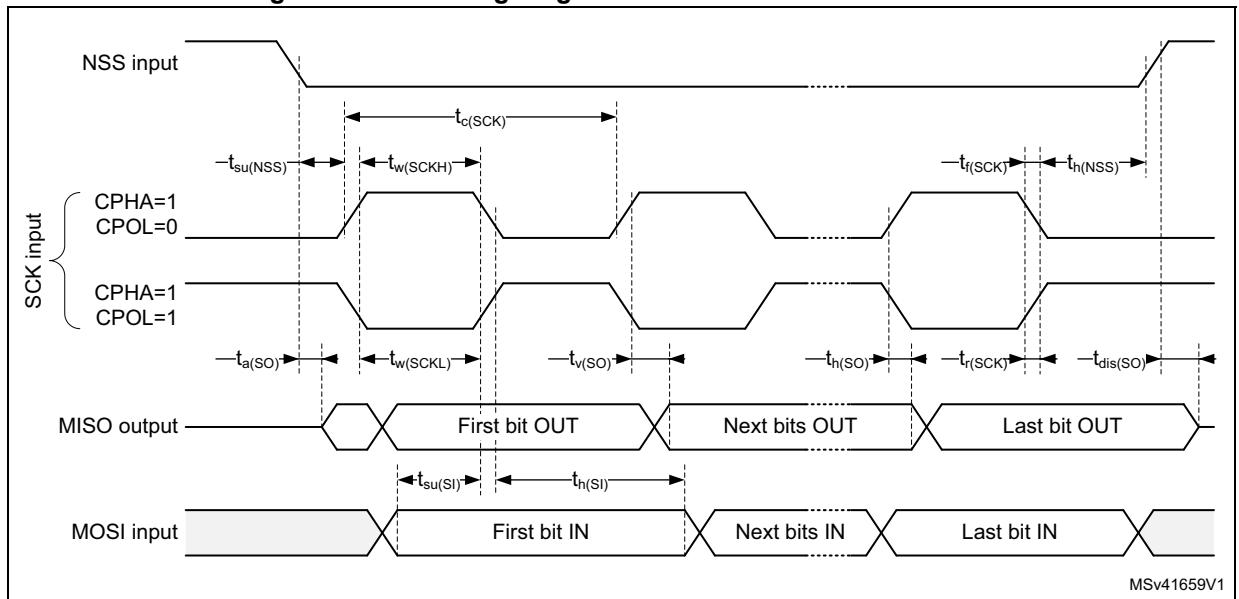 NSS input
tc(SCK)
tsu(NSS) tw(SCKH) tf(SCK) th(NSS)
SCK input
CPHA=1
CPOL=0
CPHA=1
CPOL=1
ta(SO) tw(SCKL) tv(SO) th(SO) tr(SCK) tdis(SO)
MISO output First bit OUT Next bits OUT Last bit OUT
tsu(SI) th(SI)
MOSI input First bit IN Next bits IN Last bit IN
MSv41659V1